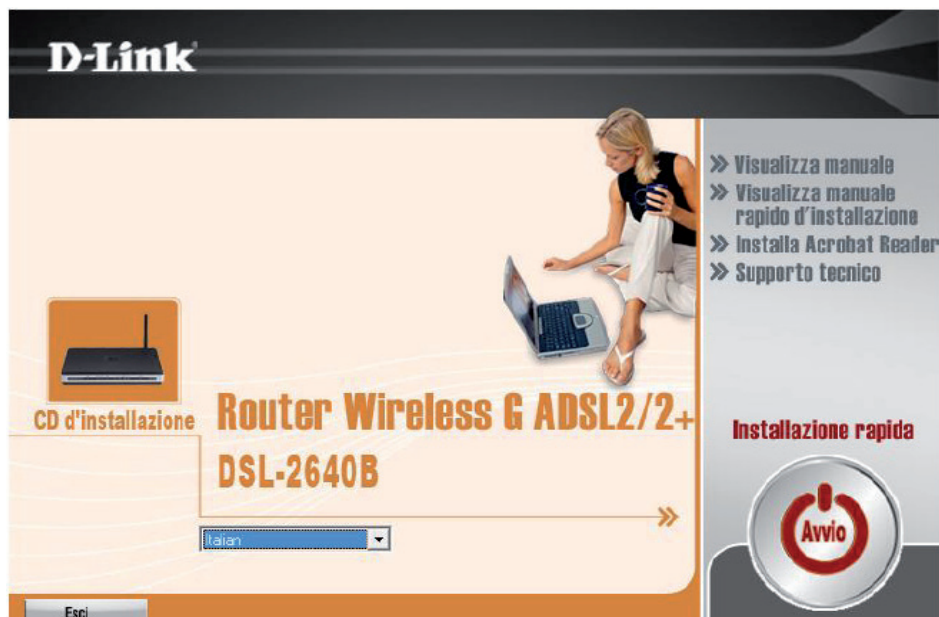 D-Link
Visualizza manuale
Visualizza manuale
rapido d'installazione
Installa Acrobat Reader
Supporto tecnico
CD d'installazione
Router Wireless G ADSL2/2+
DSL-2640B
Italian
Installazione rapida
Avvio
Esci